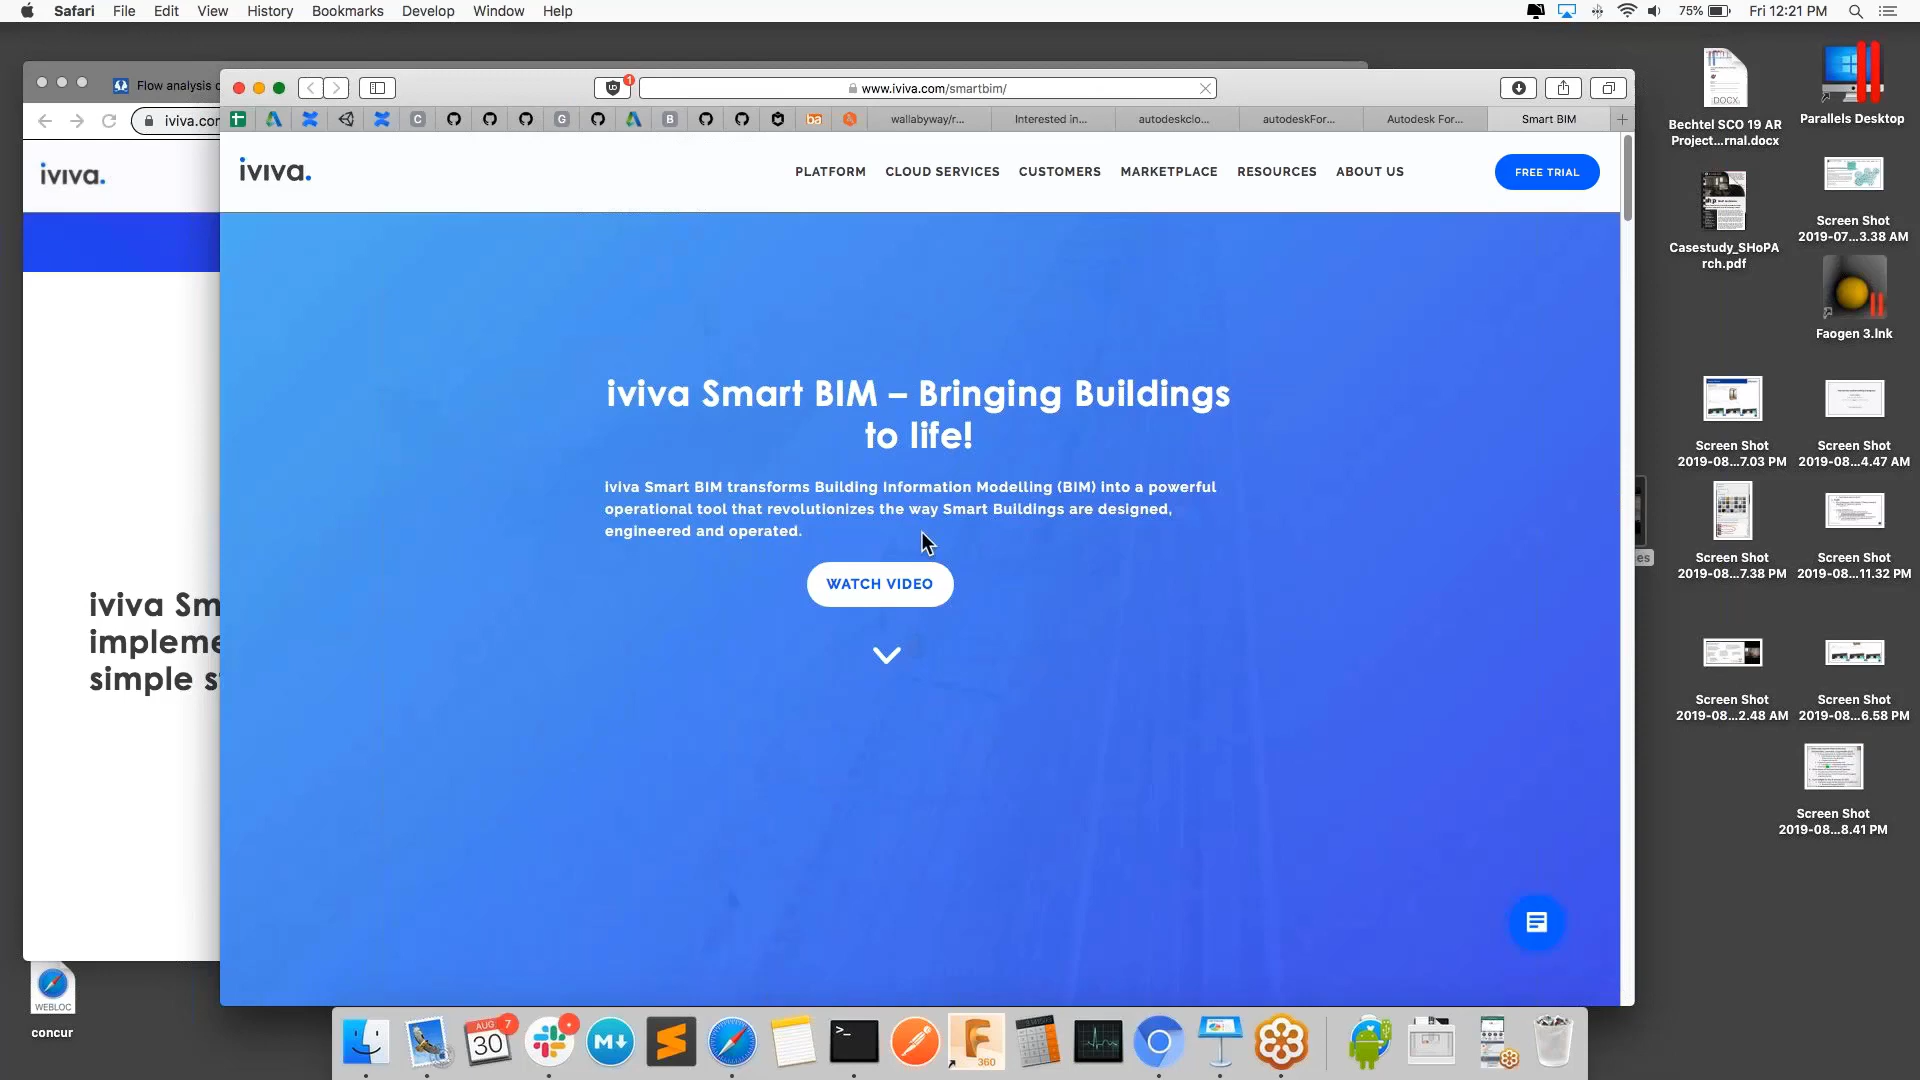 Safari File Edit View History Bookmarks Develop Window Help
75% Fri 12:21 PM
Flow analysis
iviva.co
iviva.
iviva Sm
impleme
simple s
www.iviva.com/smartbim/
wallabyway/r...
Interested in...
autodeskclo...
autodeskFor...
Autodesk For...
Smart BIM
iviva.
PLATFORM
CLOUD SERVICES
CUSTOMERS
MARKETPLACE
RESOURCES
ABOUT US
FREE TRIAL
iviva Smart BIM – Bringing Buildings
to life!
iviva Smart BIM transforms Building Information Modelling (BIM) into a powerful
operational tool that revolutionizes the way Smart Buildings are designed,
engineered and operated.
WATCH VIDEO
DOCX
Bechtel SCO 19 AR
Project...rnal.docx
Parallels Desktop
Casestudy_SHoPA
rch.pdf
Screen Shot
2019-07...3.38 AM
Faogen 3.lnk
Screen Shot
2019-08...7.03 PM
Screen Shot
2019-08...4.47 AM
Screen Shot
2019-08...7.38 PM
Screen Shot
2019-08...11.32 PM
es
Screen Shot
2019-08...2.48 AM
Screen Shot
2019-08...6.58 PM
Screen Shot
2019-08...8.41 PM
WEBLOC
concur
AUG
30
7
360